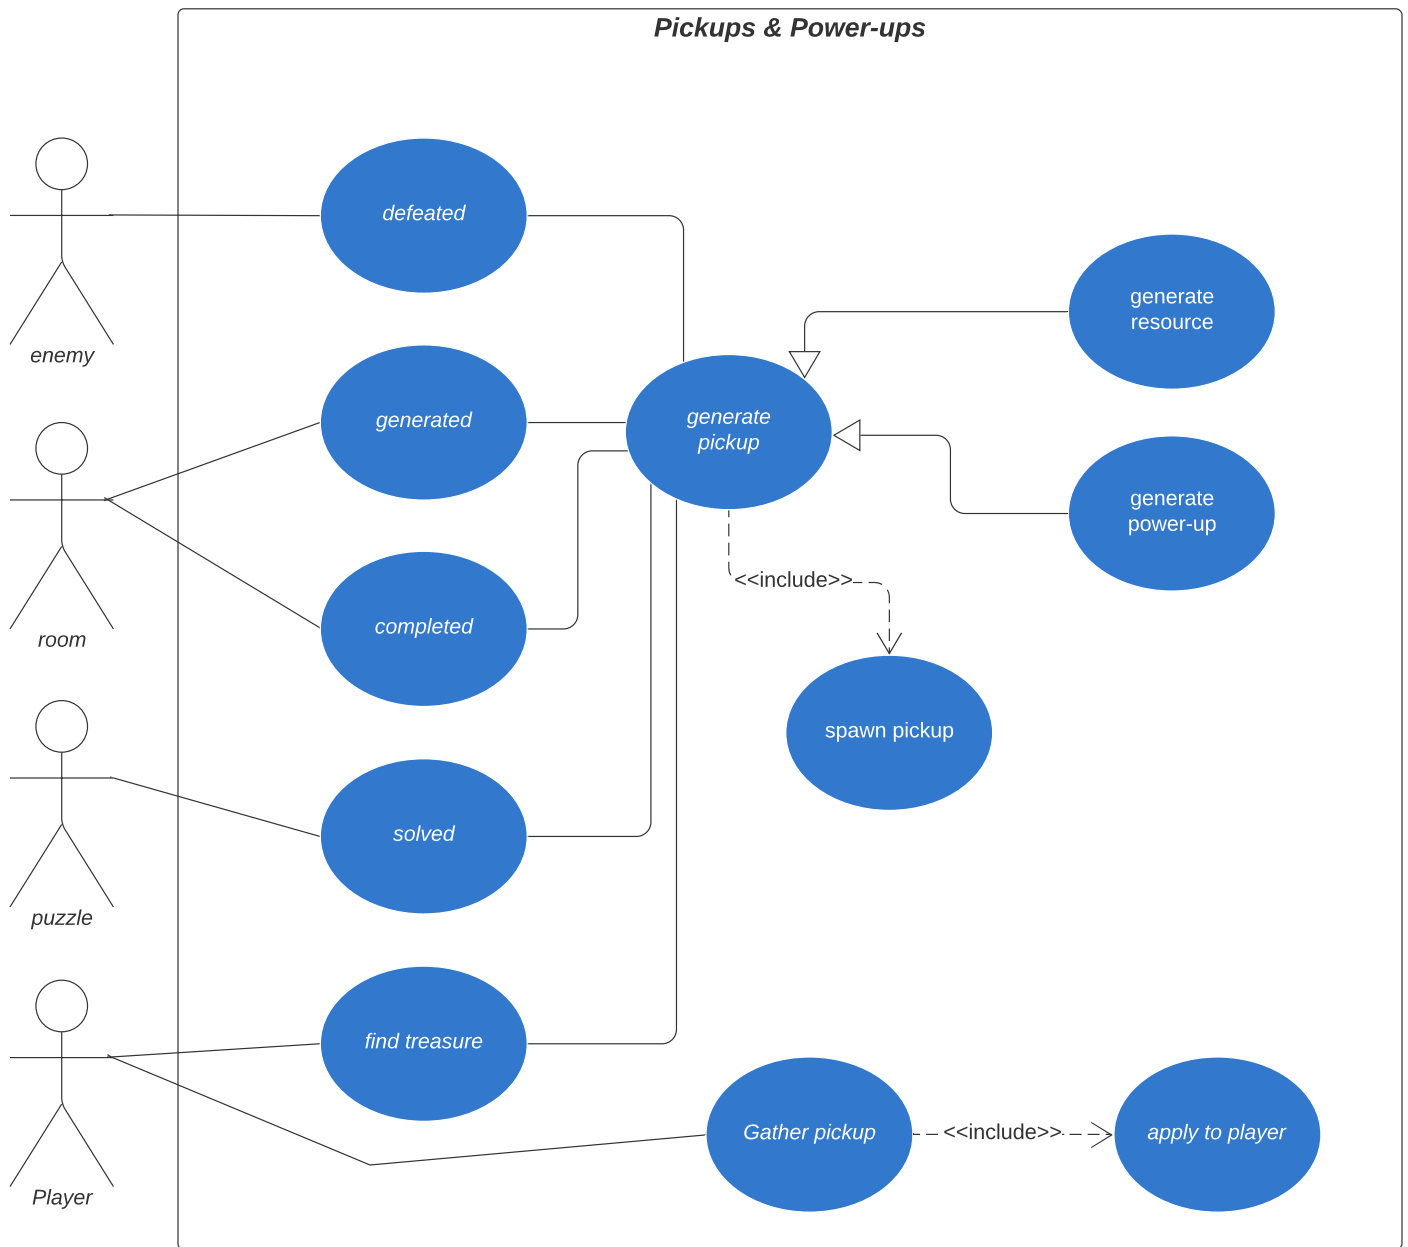 Pickups & Power-ups
defeated
enemy
generate
resource
generated
generate
pickup
generate
power-up
<<include>>
room
completed
spawn pickup
solved
puzzle
find treasure
Player
Gather pickup
<<include>>
apply to player